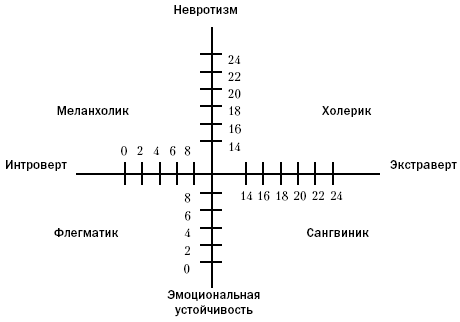 Невротизм
24
22
20
18
16
14
Меланхолик
Холерик
0 2 4 6 8
Интроверт
Экстраверт
14 16 18 20 22 24
8
6
4
2
0
Флегматик
Сангвиник
Эмоциональная
устойчивость